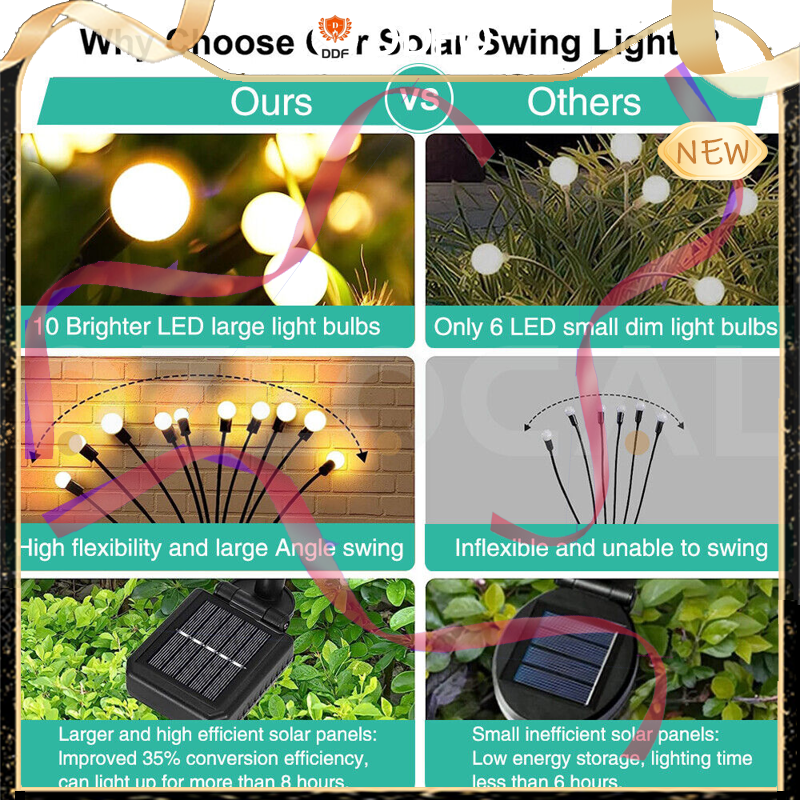 Why Choose Our Solar Swing Lights?
DDF
Ours
VS
Others
NEW
10 Brighter LED large light bulbs
Only 6 LED small dim light bulbs
High flexibility and large Angle swing
Inflexible and unable to swing
Larger and high efficient solar panels:
Improved 35% conversion efficiency,
can light up for more than 8 hours.
Small inefficient solar panels:
Low energy storage, lighting time
less than 6 hours.